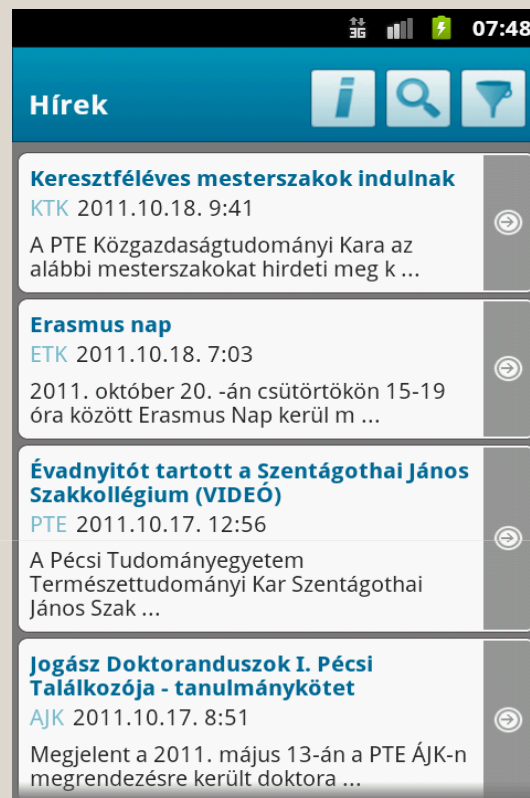 3G 07:48
Hírek
Keresztféléves mesterszakok indulnak
KTK 2011.10.18. 9:41
A PTE Közgazdaságtudományi Kara az
alábbi mesterszakokat hirdeti meg k ...
Erasmus nap
ETK 2011.10.18. 7:03
2011. október 20. -án csütörtökön 15-19
óra között Erasmus Nap kerül m ...
Évadnyitót tartott a Szentágothai János
Szakkollégium (VIDEÓ)
PTE 2011.10.17. 12:56
A Pécsi Tudományegyetem
Természettudományi Kar Szentágothai
János Szak ...
Jogász Doktoranduszok I. Pécsi
Találkozója - tanulmánykötet
AJK 2011.10.17. 8:51
Megjelent a 2011. május 13-án a PTE ÁJK-n
megrendezésre került doktora ...